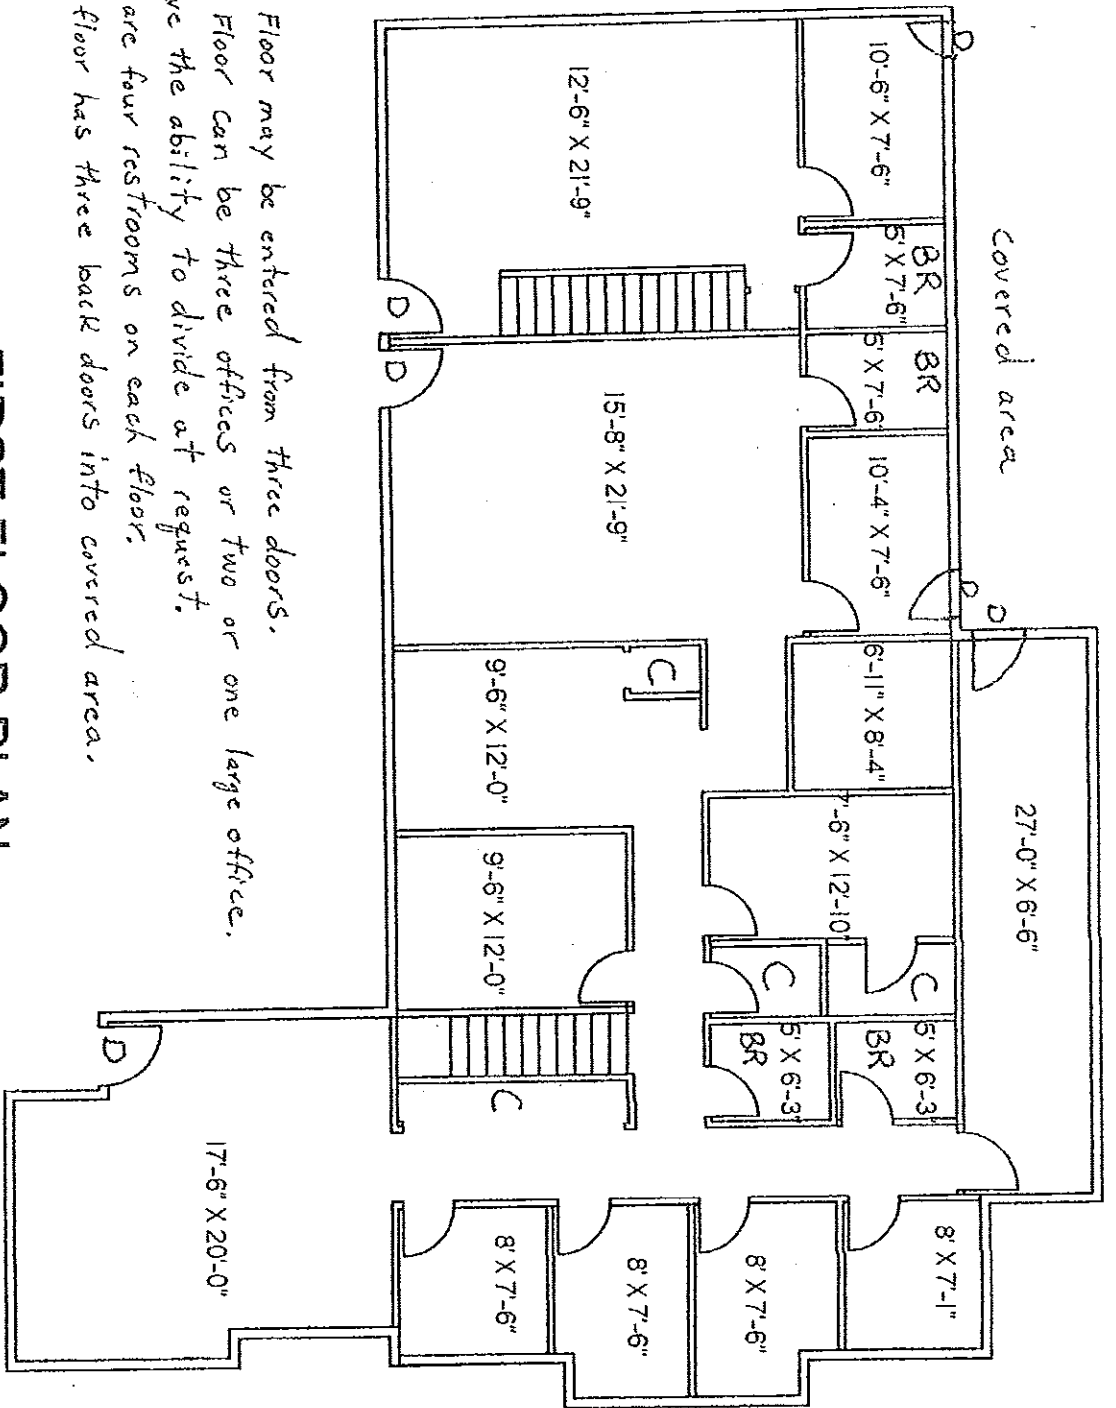 Covered area
D
D
D
27'-0" X 6'-6"
10'-6" X 7'-6"
BR
5' X 7'-6"
BR
5' X 7'-6"
10'-4" X 7'-6"
6'-11" X 8'-4"
7'-6" X 12'-10"
C
C
5' X 6'-3"
BR
5' X 6'-3"
BR
8' X 7'-1"
8' X 7'-6"
8' X 7'-6"
8' X 7'-6"
12'-6" X 21'-9"
15'-8" X 21'-9"
C
9'-6" X 12'-0"
9'-6" X 12'-0"
C
D
D
D
17'-6" X 20'-0"
Floor may be entered from three doors.
Floor can be three offices or two or one large office.
ve the ability to divide at request.
are four restrooms on each floor.
floor has three back doors into covered area.
FIRST FLOOR PLAN